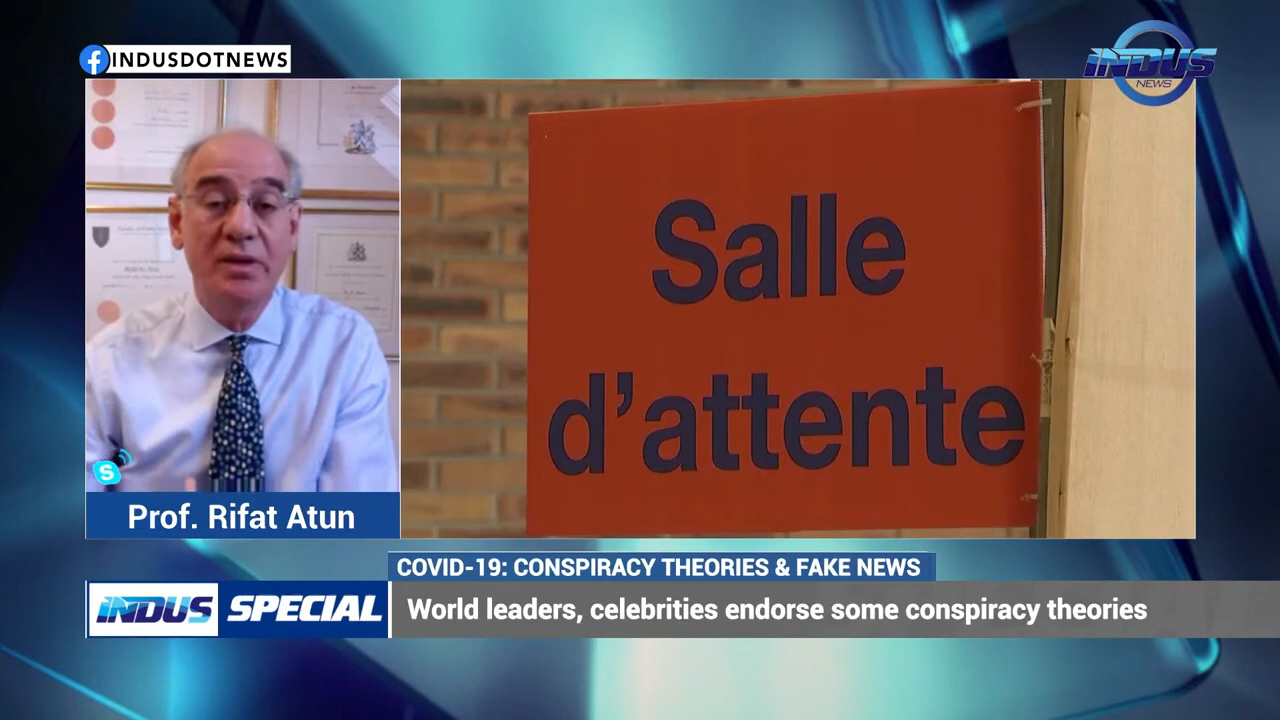 INDUSDOTNEWS
INDUS
NEWS
Salle
d'attente
Prof. Rifat Atun
COVID-19: CONSPIRACY THEORIES & FAKE NEWS
INDUS SPECIAL
World leaders, celebrities endorse some conspiracy theories